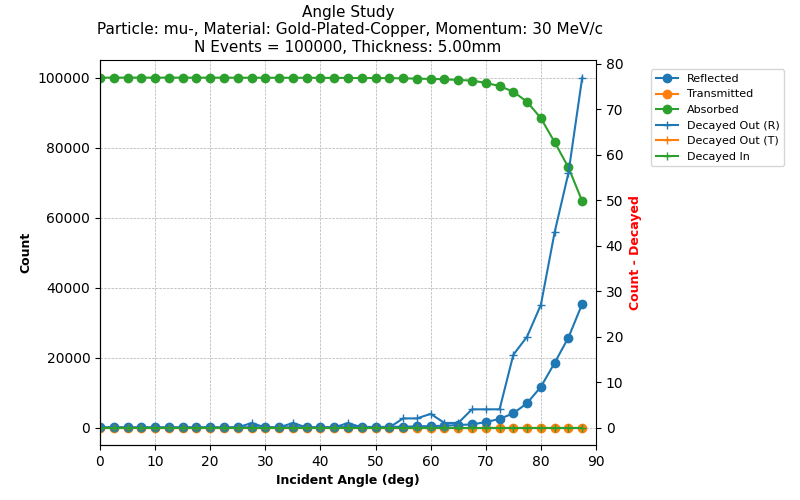 Angle Study
Particle: mu-, Material: Gold-Plated-Copper, Momentum: 30 MeV/c
N Events = 100000, Thickness: 5.00mm
100000
80000
60000
40000
20000
0
Count
0 10 20 30 40 50 60 70 80 90
Incident Angle (deg)
80
70
60
50
40
30
20
10
0
Count - Decayed
Reflected
Transmitted
Absorbed
Decayed Out (R)
Decayed Out (T)
Decayed In